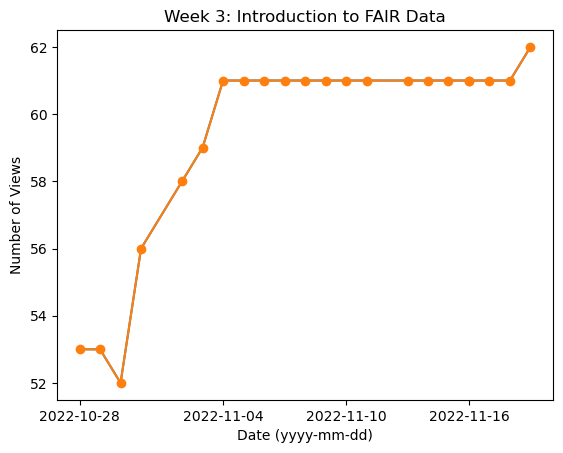 Week 3: Introduction to FAIR Data
62
60
58
56
54
52
Number of Views
2022-10-28 2022-11-04 2022-11-10 2022-11-16
Date (yyyy-mm-dd)